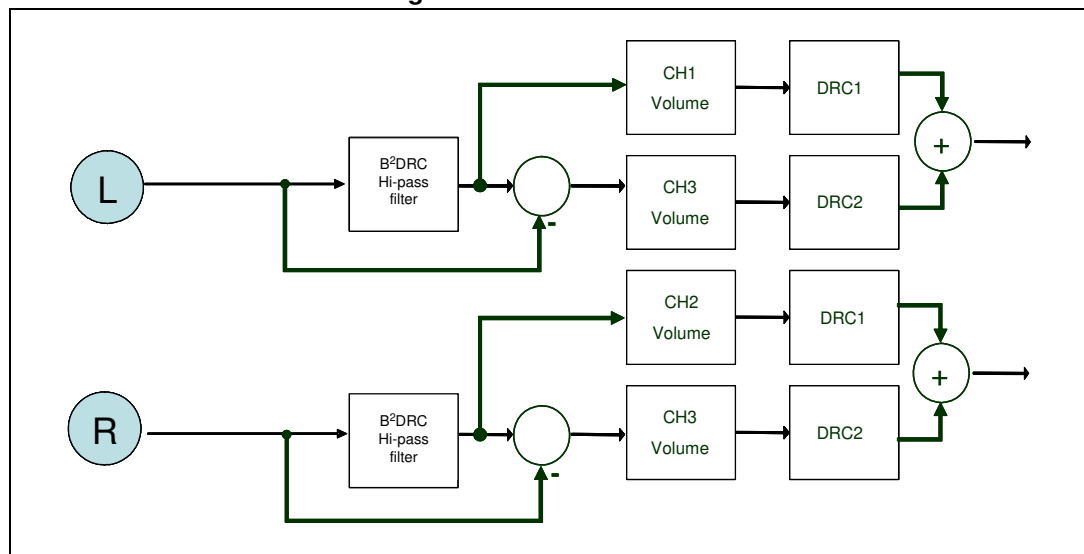 L
B²DRC
Hi-pass
filter
-
CH1
Volume
DRC1
CH3
Volume
DRC2
+
R
B²DRC
Hi-pass
filter
-
CH2
Volume
DRC1
CH3
Volume
DRC2
+